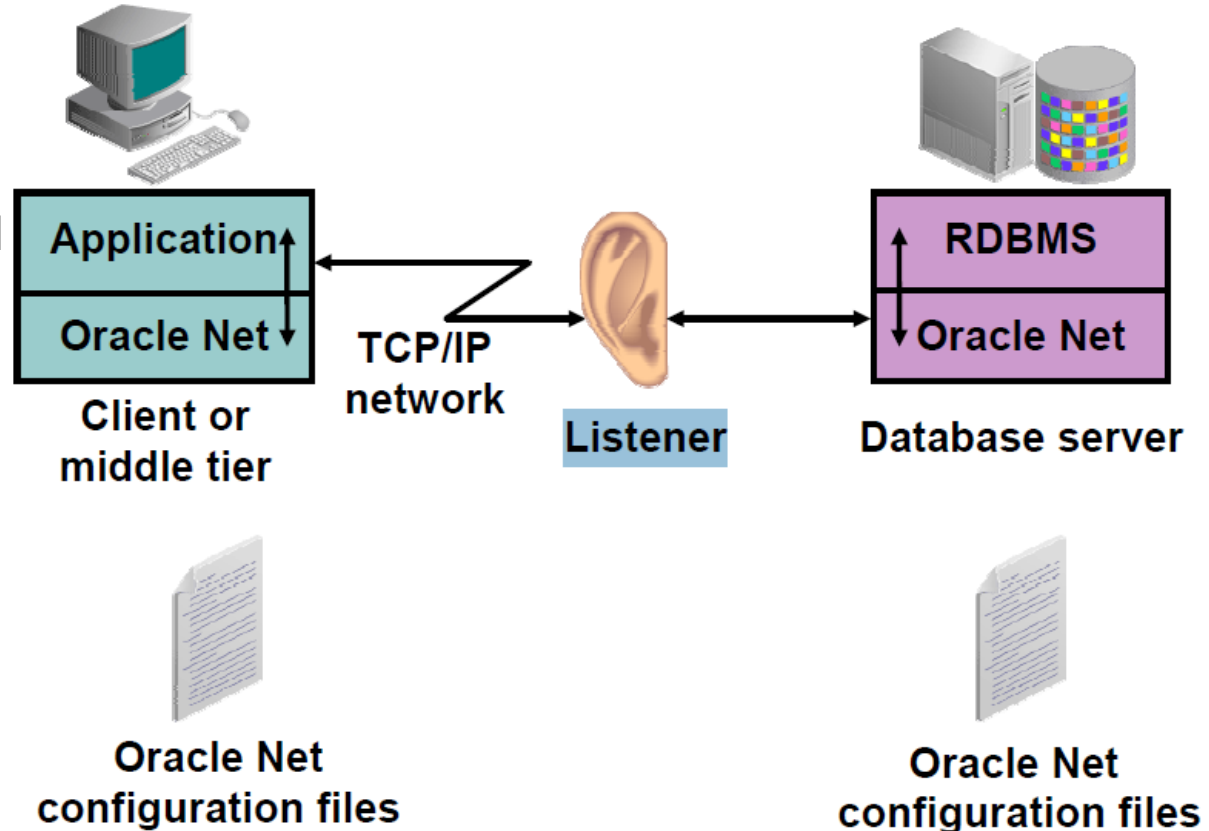 Application
Oracle Net
Client or
middle tier
TCP/IP
network
Listener
RDBMS
Oracle Net
Database server
Oracle Net
configuration files
Oracle Net
configuration files